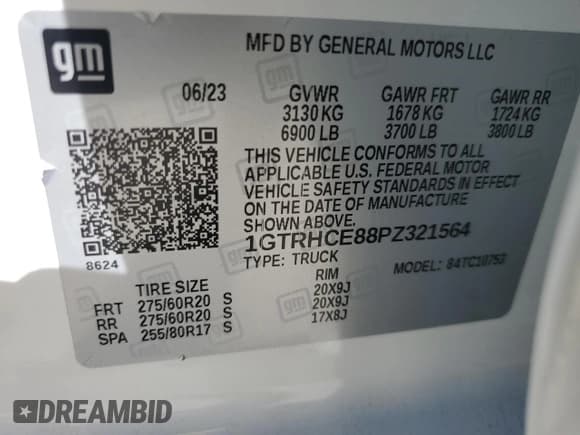 gm
MFD BY GENERAL MOTORS LLC
06/23 GVWR GAWR FRT GAWR RR
3130 KG 1678 KG 1724 KG
6900 LB 3700 LB 3800 LB
THIS VEHICLE CONFORMS TO ALL
APPLICABLE U.S. FEDERAL MOTOR
VEHICLE SAFETY STANDARDS IN EFFECT
ON THE DATE OF MANUFACTURE
SHOWN ABOVE.
1GTRHCE88PZ321564
8624 TYPE: TRUCK MODEL:
TIRE SIZE RIM
FRT 275/60R20 S 20X9J
RR 275/60R20 S 20X9J
SPA 255/80R17 S 17X8J
DREAMBID